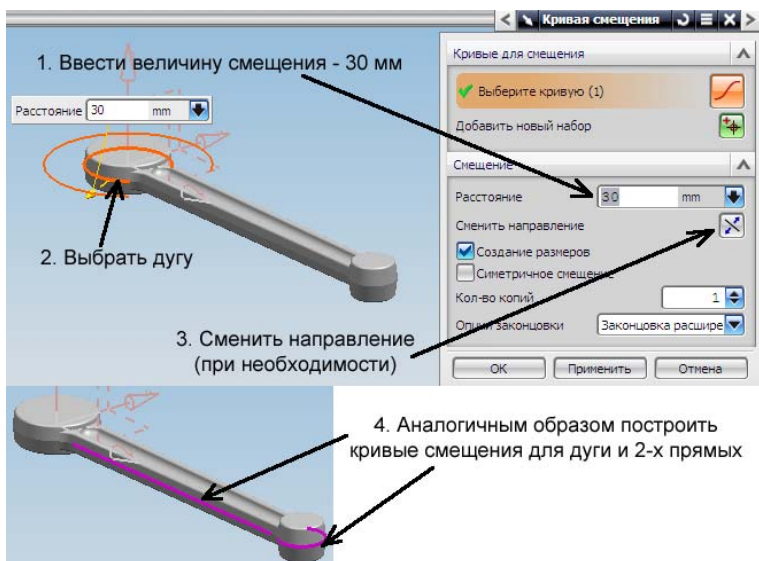 Кривая смещения
1. Ввести величину смещения - 30 мм
Кривые для смещения
Выберите кривую (1)
Расстояние 30 mm
Добавить новый набор
Смещение
Расстояние 30 mm
Сменить направление
2. Выбрать дугу
Создание размеров
Симетричное смещение
Кол-во копий 1
Опции законцовки Законцовка расшире
3. Сменить направление
(при необходимости)
ОК Применить Отмена
4. Аналогичным образом построить
кривые смещения для дуги и 2-х прямых